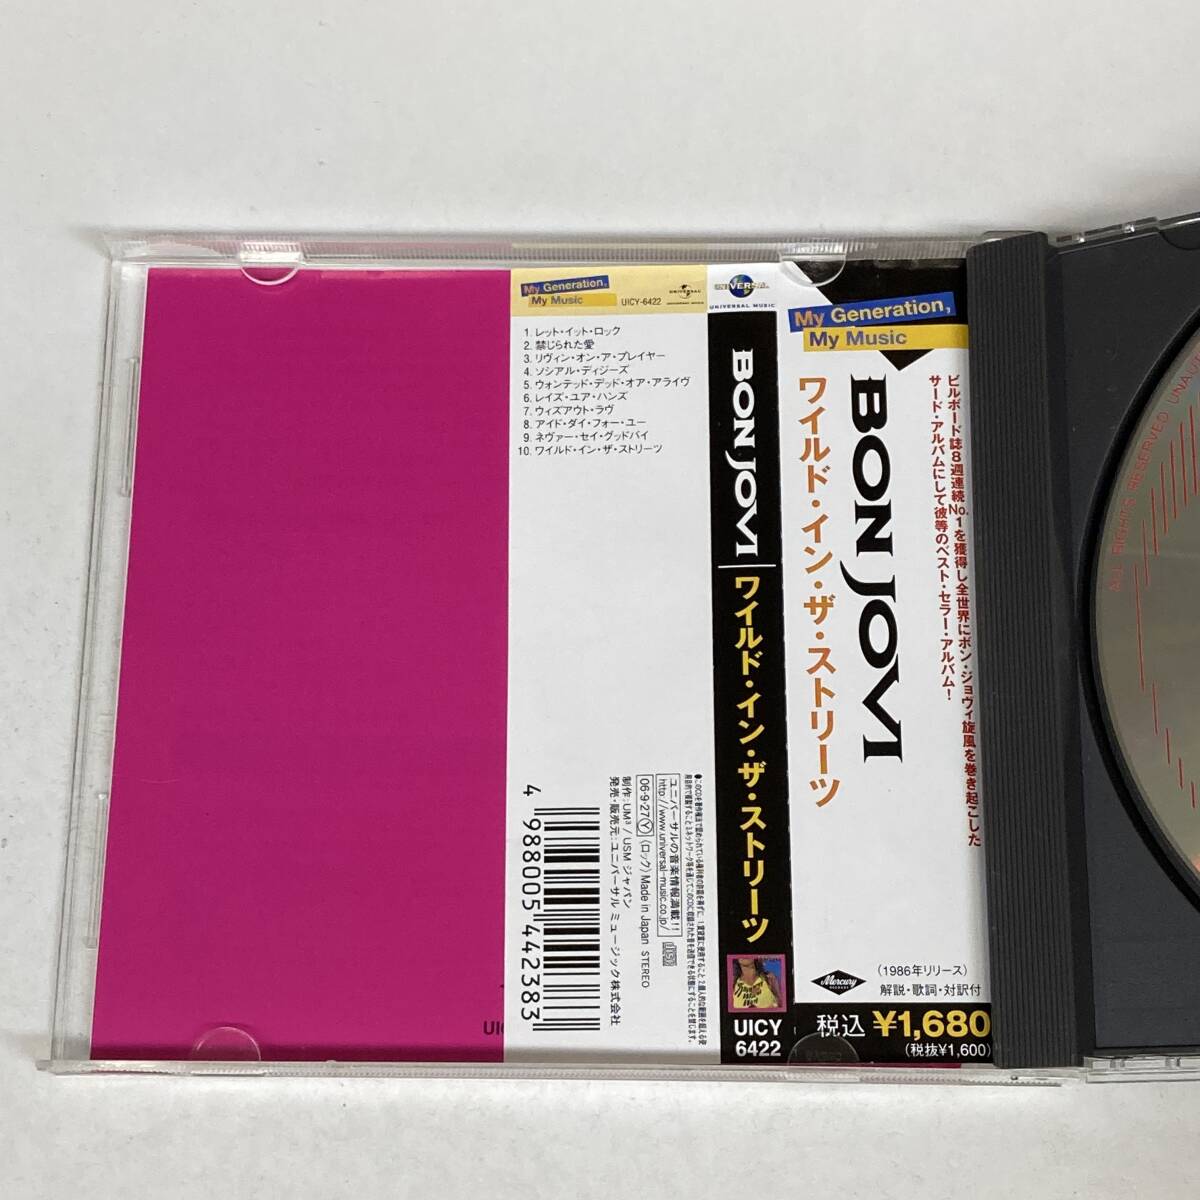 My Generation,
My Music
UICY-6422
UNIVERSAL
1. レット・イット・ロック
2. 禁じられた愛
3. リヴィン・オン・ア・プレイヤー
4. ソシアル・ディジーズ
5. ウォンテッド・デッド・オア・アライヴ
6. レイズ・ユア・ハンズ
7. ウィズアウト・ラヴ
8. アイド・ダイ・フォー・ユー
9. ネヴァー・セイ・グッドバイ
10. ワイルド・イン・ザ・ストリーツ
ユニバーサルの音楽情報満載!!
http://www.universal-music.co.jp/
06・9・27Ⓨ (ロック) Made in Japan STEREO
制作:UM³ / USM ジャパン
発売・販売元:ユニバーサル ミュージック株式会社
4 988005 442383
UIC
UNIVERSAL
UNIVERSAL MUSIC
BON JOVI
ワイルド・イン・ザ・ストリーツ
UICY
6422
My Generation,
My Music
ビルボード誌8週連続No.1を獲得し全世界にボン・ジョヴィ旋風を巻き起こした
サード・アルバムにして彼等のベスト・セラー・アルバム!
BON JOVI
ワイルド・イン・ザ・ストリーツ
Mercury
(1986年リリース)
解説・歌詞・対訳付
税込 ¥1,680
(税抜¥1,600)
ALL RIGHTS RESERVED UNAU